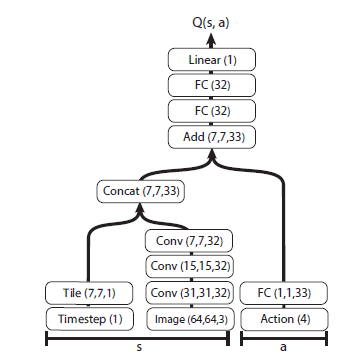 Q(s, a)
Linear (1)
FC (32)
FC (32)
Add (7,7,33)
Concat (7,7,33)
Conv (7,7,32)
Conv (15,15,32)
Tile (7,7,1)
Conv (31,31,32)
FC (1,1,33)
Timestep (1)
Image (64,64,3)
Action (4)
s
a